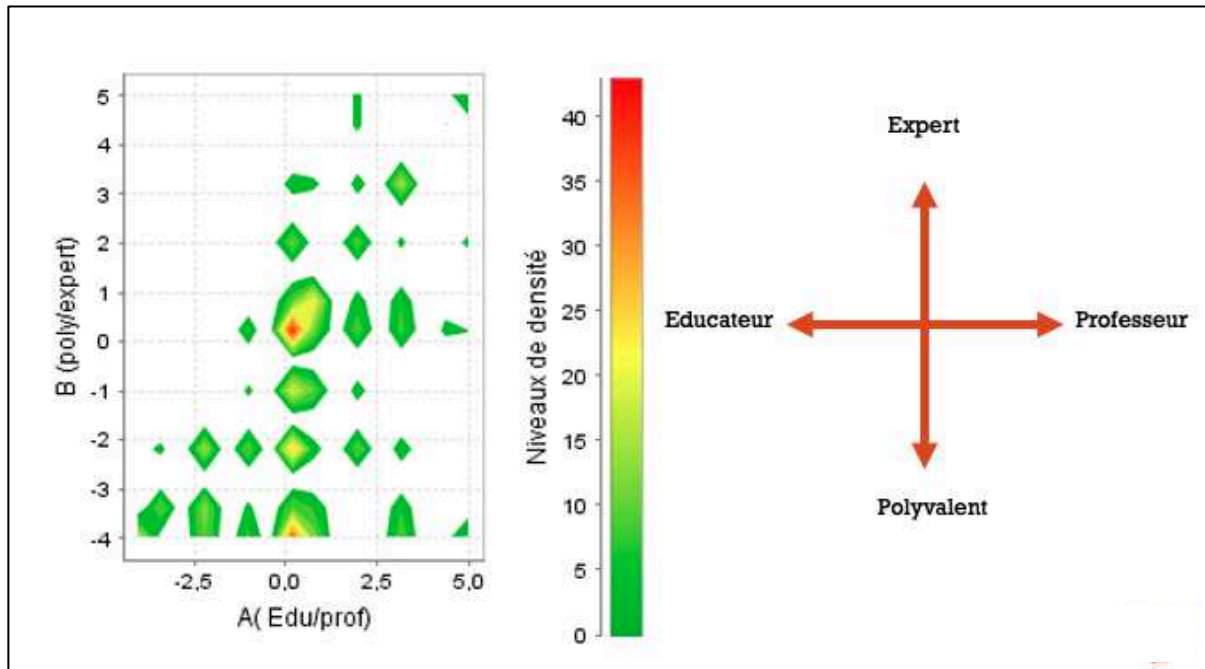 5
4
3
2
1
0
-1
-2
-3
-4
B (poly/expert)
-2,5 0,0 2,5 5,0
A( Edu/prof)
40
35
30
25
20
15
10
5
0
Niveaux de densité
Expert
Educateur
Professeur
Polyvalent